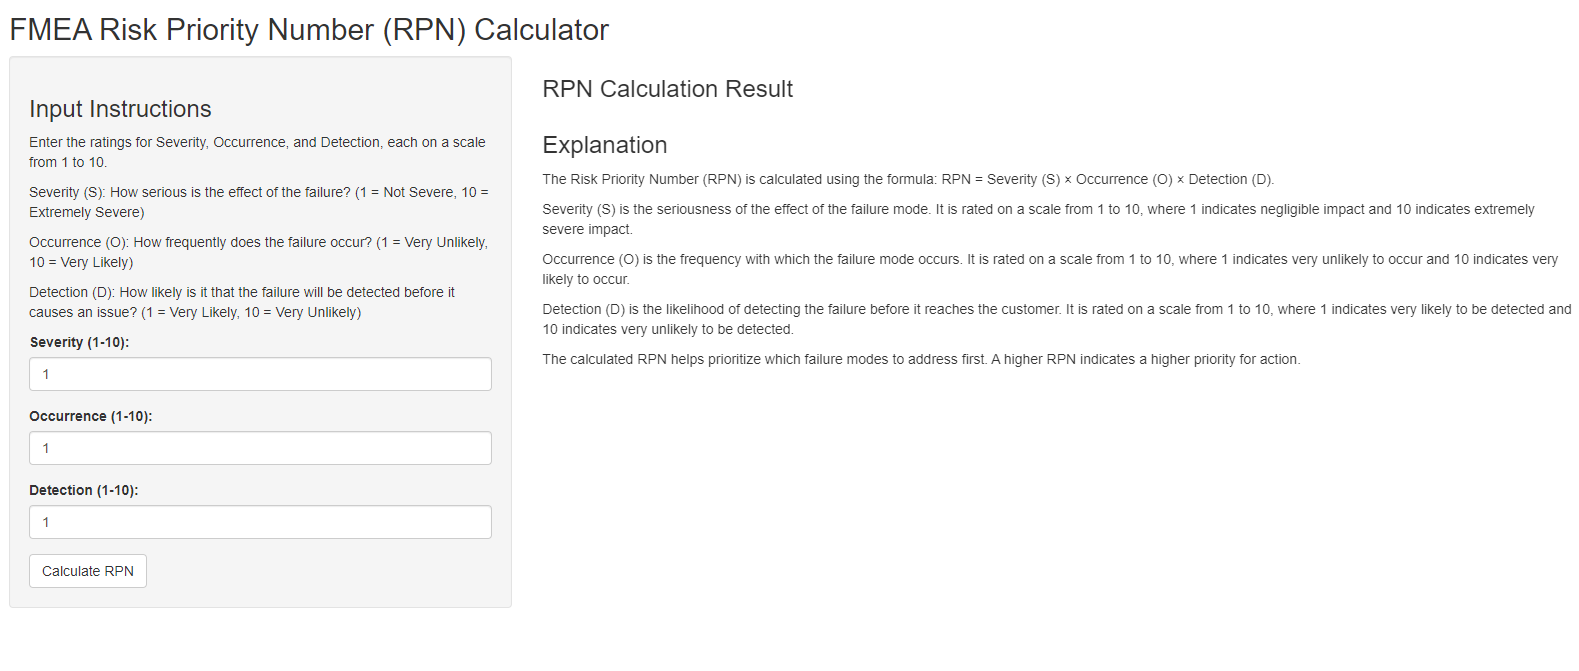 FMEA Risk Priority Number (RPN) Calculator
Input Instructions
Enter the ratings for Severity, Occurrence, and Detection, each on a scale
from 1 to 10.
Severity (S): How serious is the effect of the failure? (1 = Not Severe, 10 =
Extremely Severe)
Occurrence (O): How frequently does the failure occur? (1 = Very Unlikely,
10 = Very Likely)
Detection (D): How likely is it that the failure will be detected before it
causes an issue? (1 = Very Likely, 10 = Very Unlikely)
Severity (1-10):
1
Occurrence (1-10):
1
Detection (1-10):
1
Calculate RPN
RPN Calculation Result
Explanation
The Risk Priority Number (RPN) is calculated using the formula: RPN = Severity (S) × Occurrence (O) × Detection (D).
Severity (S) is the seriousness of the effect of the failure mode. It is rated on a scale from 1 to 10, where 1 indicates negligible impact and 10 indicates extremely
severe impact.
Occurrence (O) is the frequency with which the failure mode occurs. It is rated on a scale from 1 to 10, where 1 indicates very unlikely to occur and 10 indicates very
likely to occur.
Detection (D) is the likelihood of detecting the failure before it reaches the customer. It is rated on a scale from 1 to 10, where 1 indicates very likely to be detected and
10 indicates very unlikely to be detected.
The calculated RPN helps prioritize which failure modes to address first. A higher RPN indicates a higher priority for action.